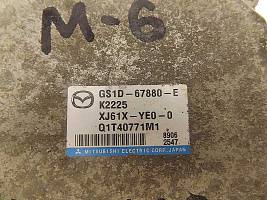 M-6
GS1D-67880-E
K2225
XJ61X-YE0-0
Q1T40771M1
8906
2547
MITSUBISHI ELECTRIC CORP. JAPAN